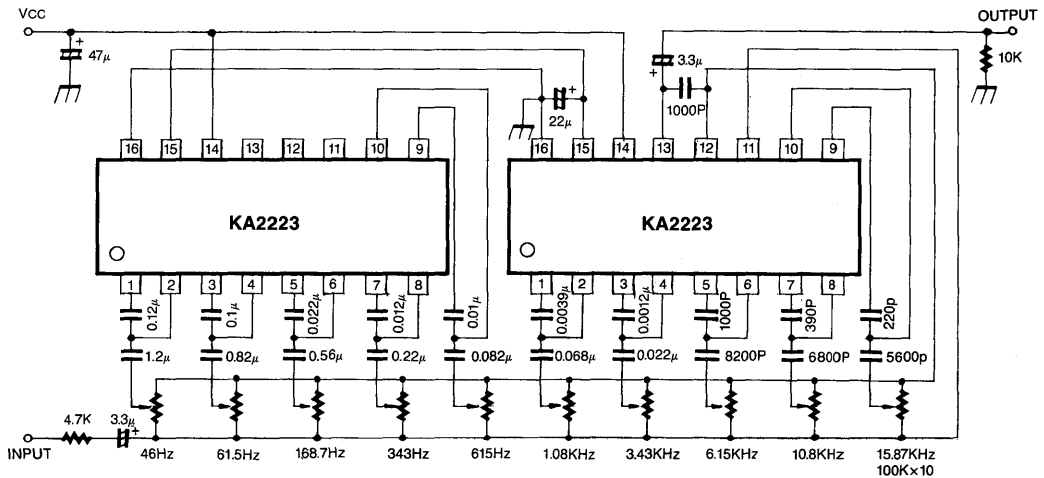 VCC
OUTPUT
+
47μ
3.3μ
+
10K
1000P
+
22μ
16 15 14 13 12 11 10 9
16 15 14 13 12 11 10 9
KA2223
KA2223
1 2 3 4 5 6 7 8
1 2 3 4 5 6 7 8
0.12μ 0.1μ 0.022μ 0.012μ 0.01μ 0.0039μ 0.0012μ 1000P 390P 220p
1.2μ 0.82μ 0.56μ 0.22μ 0.082μ 0.068μ 0.022μ 8200P 6800P 5600p
4.7K 3.3μ
+
INPUT
46Hz 61.5Hz 168.7Hz 343Hz 615Hz 1.08KHz 3.43KHz 6.15KHz 10.8KHz 15.87KHz
100K×10